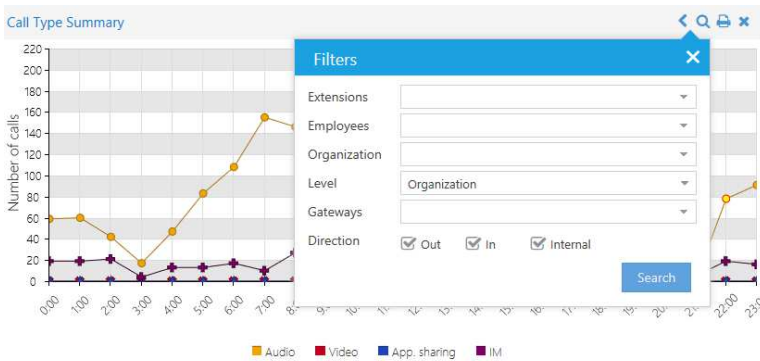 Call Type Summary
Filters
Extensions
Employees
Organization
Level Organization
Gateways
Direction Out In Internal
Search
Number of calls
220
200
180
160
140
120
100
80
60
40
20
0
0:00 1:00 2:00 3:00 4:00 5:00 6:00 7:00 22:00
Audio Video App. sharing IM